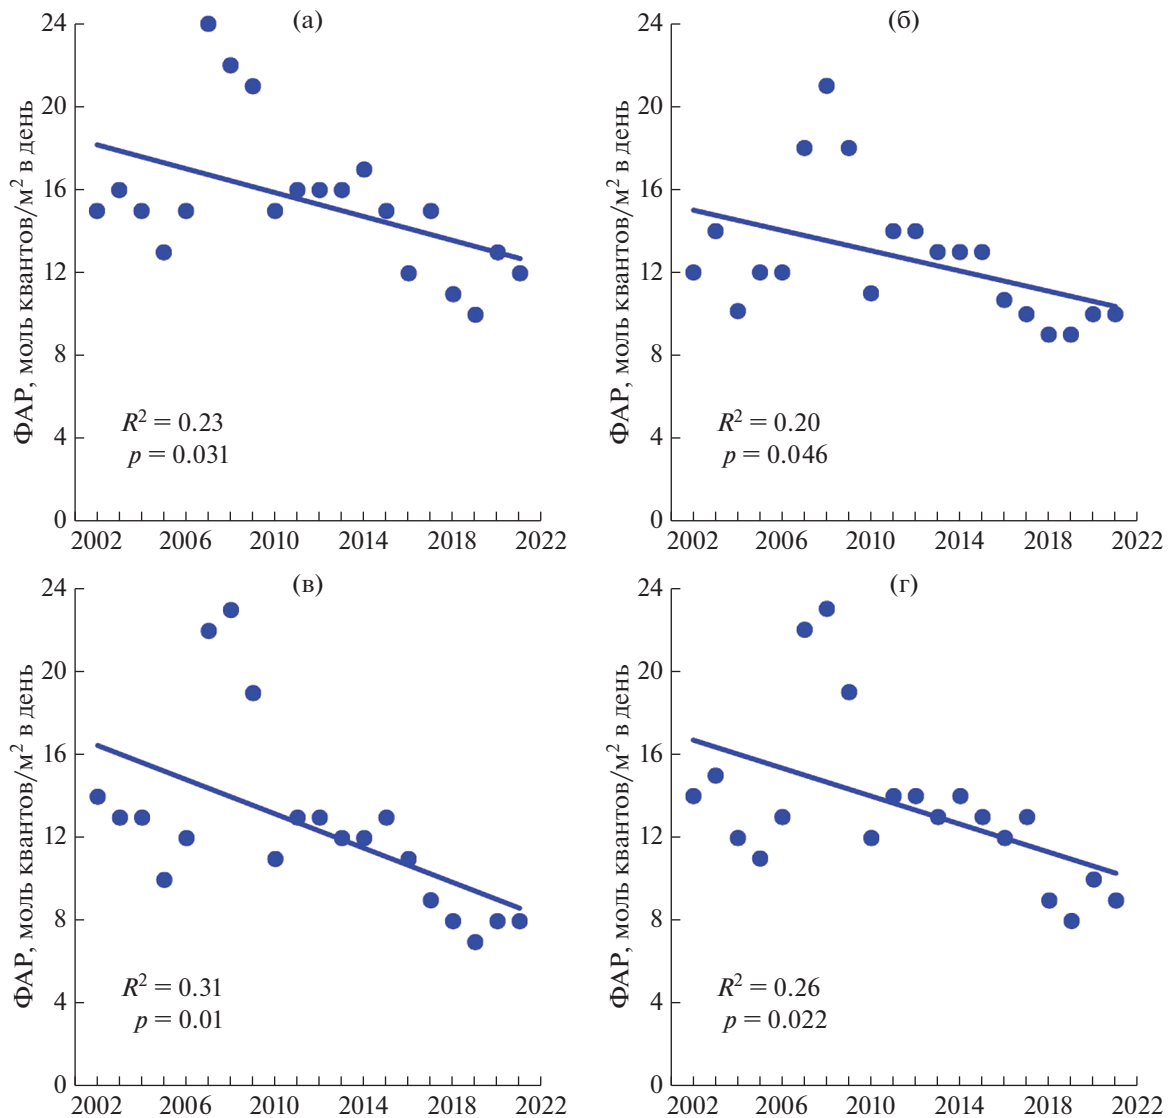 (а)
ФАР, моль квантов/м² в день
24
20
16
12
8
4
0
R² = 0.23
p = 0.031
2002 2006 2010 2014 2018 2022
(б)
ФАР, моль квантов/м² в день
24
20
16
12
8
4
0
R² = 0.20
p = 0.046
2002 2006 2010 2014 2018 2022
(в)
ФАР, моль квантов/м² в день
24
20
16
12
8
4
0
R² = 0.31
p = 0.01
2002 2006 2010 2014 2018 2022
(г)
ФАР, моль квантов/м² в день
24
20
16
12
8
4
0
R² = 0.26
p = 0.022
2002 2006 2010 2014 2018 2022